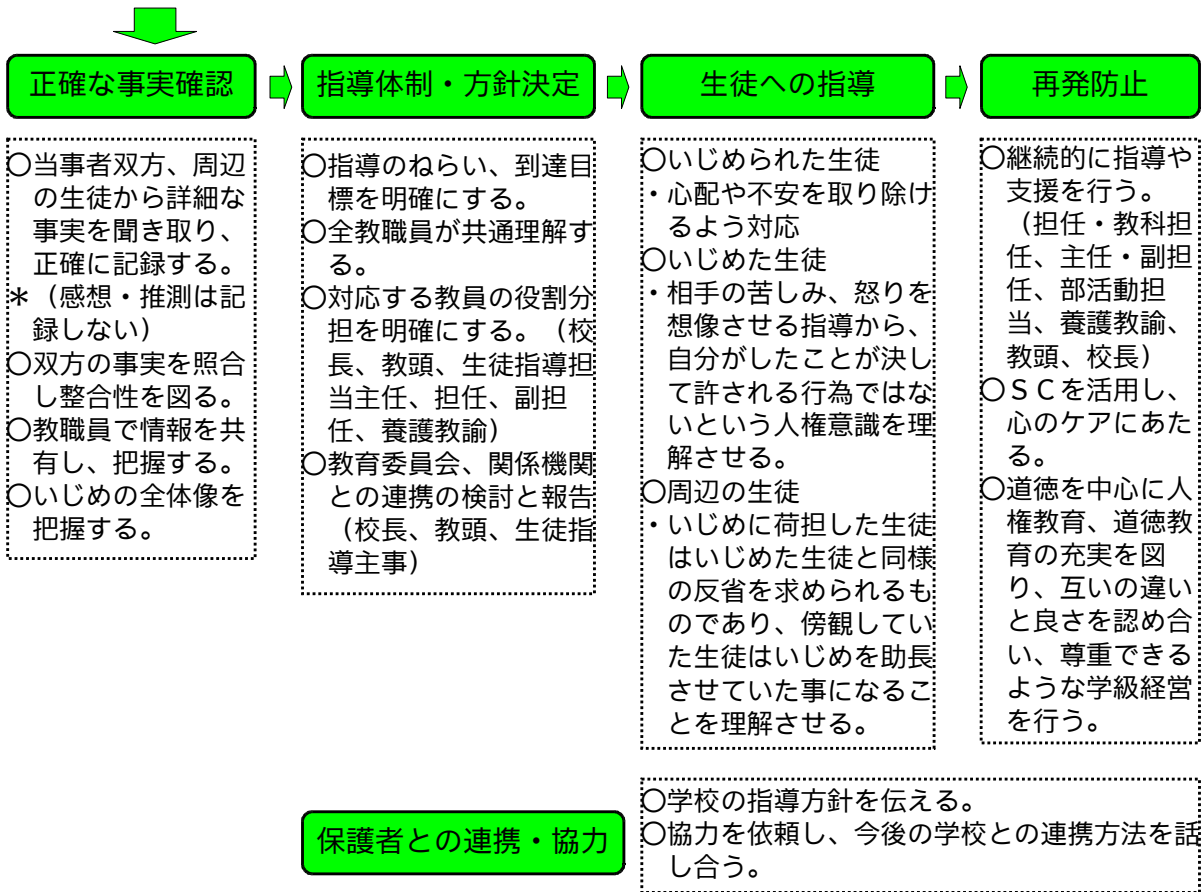 正確な事実確認
指導体制・方針決定
生徒への指導
再発防止
○当事者双方、周辺
の生徒から詳細な
事実を聞き取り、
正確に記録する。
＊（感想・推測は記
録しない）
○双方の事実を照合
し整合性を図る。
○教職員で情報を共
有し、把握する。
○いじめの全体像を
把握する。
○指導のねらい、到達目
標を明確にする。
○全教職員が共通理解す
る。
○対応する教員の役割分
担を明確にする。（校
長、教頭、生徒指導担
当主任、担任、副担
任、養護教諭）
○教育委員会、関係機関
との連携の検討と報告
（校長、教頭、生徒指
導主事）
○いじめられた生徒
・心配や不安を取り除け
るよう対応
○いじめた生徒
・相手の苦しみ、怒りを
想像させる指導から、
自分がしたことが決し
て許される行為ではな
いという人権意識を理
解させる。
○周辺の生徒
・いじめに荷担した生徒
はいじめた生徒と同様
の反省を求められるも
のであり、傍観してい
た生徒はいじめを助長
させていた事になるこ
とを理解させる。
○継続的に指導や
支援を行う。
（担任・教科担
任、主任・副担
任、部活動担
当、養護教諭、
教頭、校長）
○ＳＣを活用し、
心のケアにあた
る。
○道徳を中心に人
権教育、道徳教
育の充実を図
り、互いの違い
と良さを認め合
い、尊重できる
ような学級経営
を行う。
保護者との連携・協力
○学校の指導方針を伝える。
○協力を依頼し、今後の学校との連携方法を話
し合う。